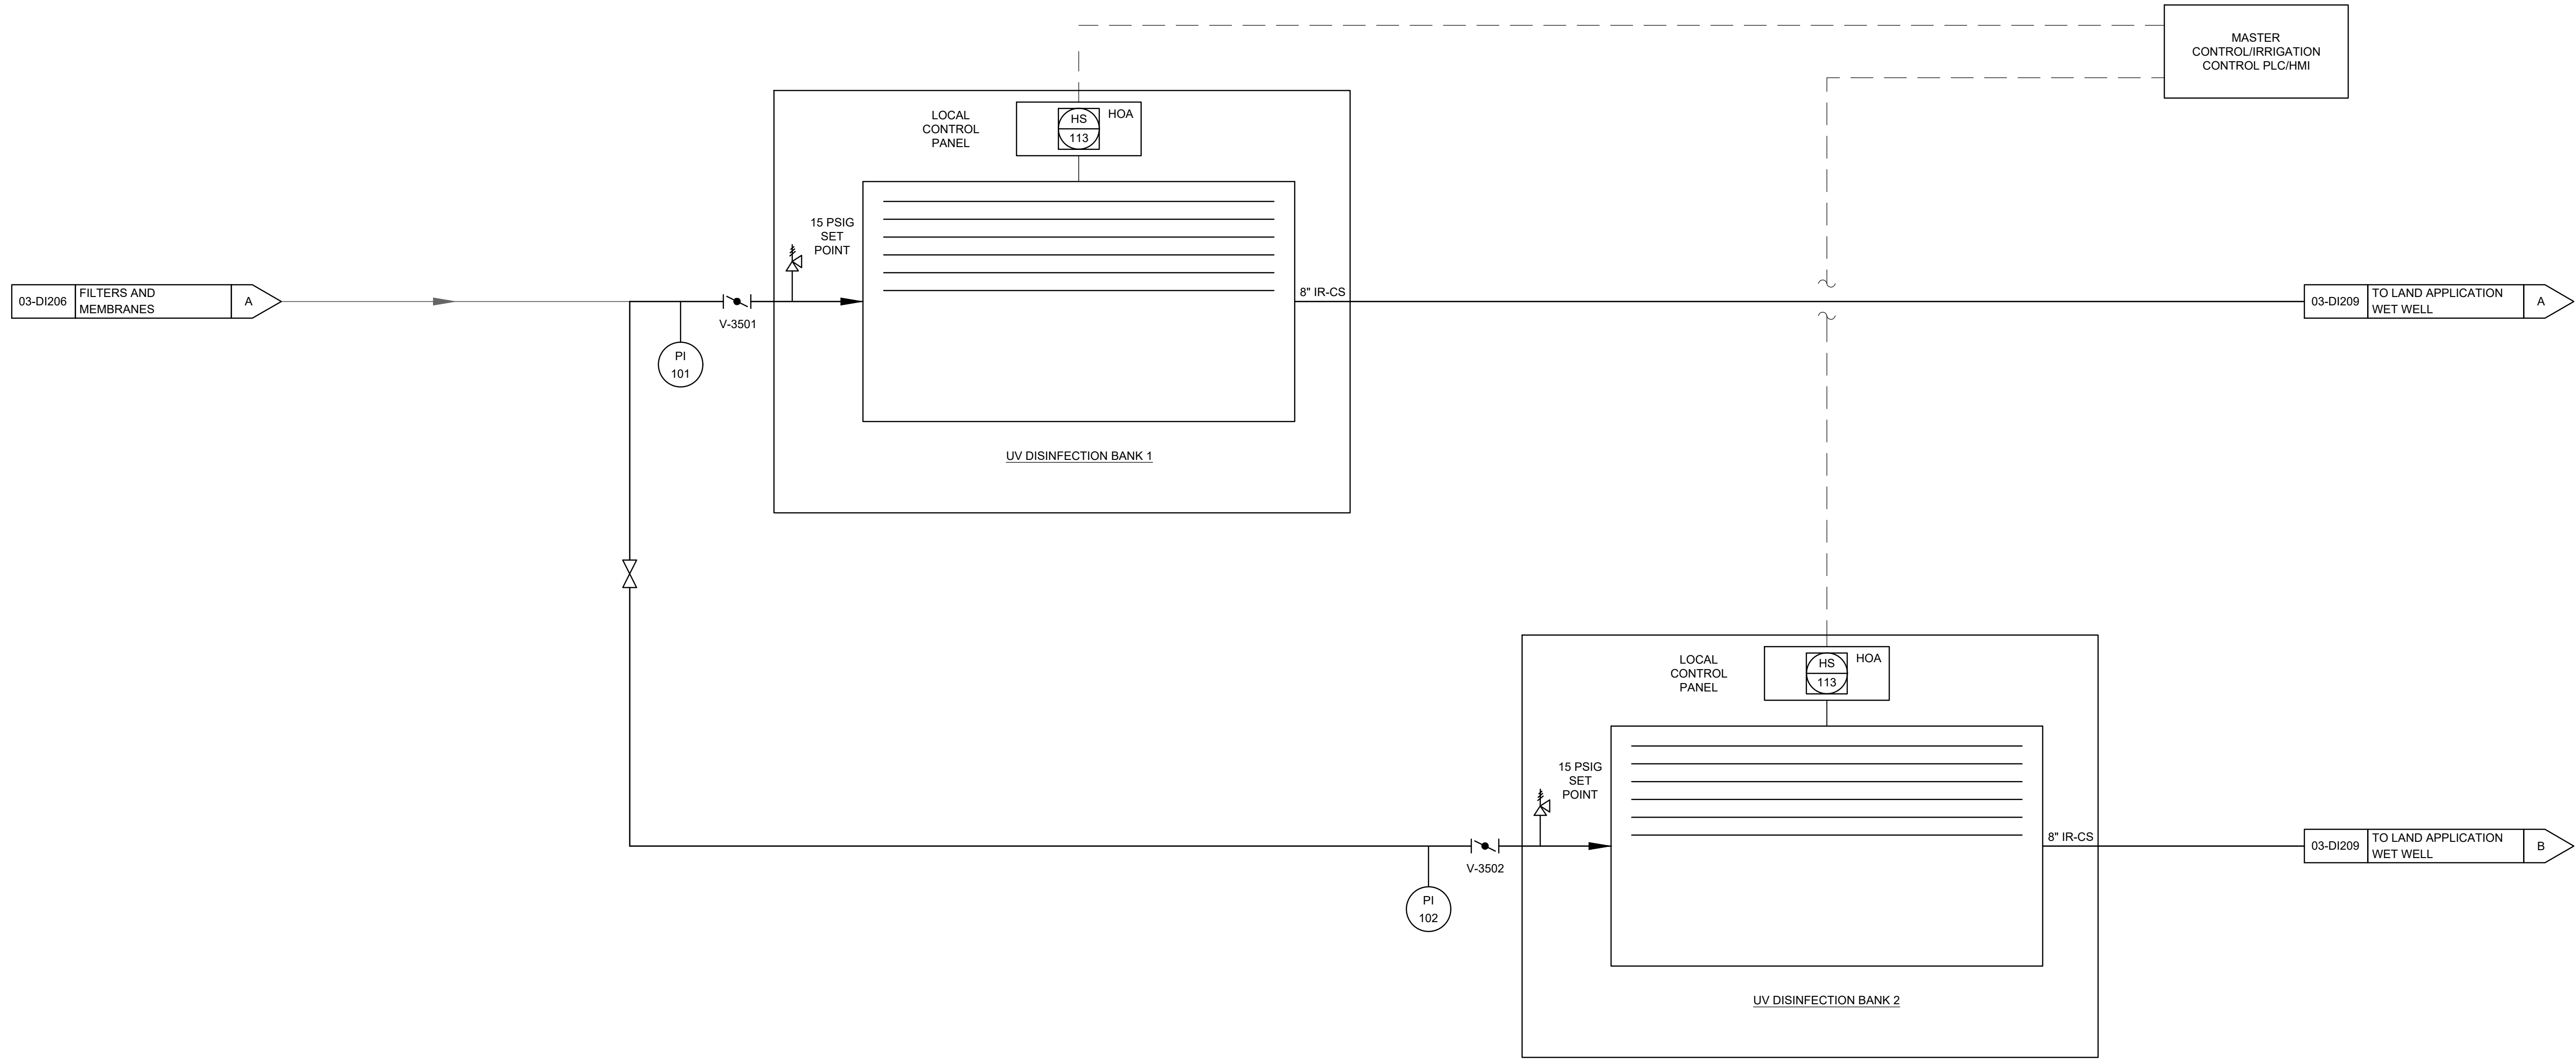 MASTER
CONTROL/IRRIGATION
CONTROL PLC/HMI
LOCAL
CONTROL
PANEL
HS
113
HOA
15 PSIG
SET
POINT
03-DI206
FILTERS AND
MEMBRANES
A
V-3501
PI
101
8" IR-CS
03-DI209
TO LAND APPLICATION
WET WELL
A
UV DISINFECTION BANK 1
LOCAL
CONTROL
PANEL
HS
113
HOA
15 PSIG
SET
POINT
V-3502
PI
102
8" IR-CS
03-DI209
TO LAND APPLICATION
WET WELL
B
UV DISINFECTION BANK 2